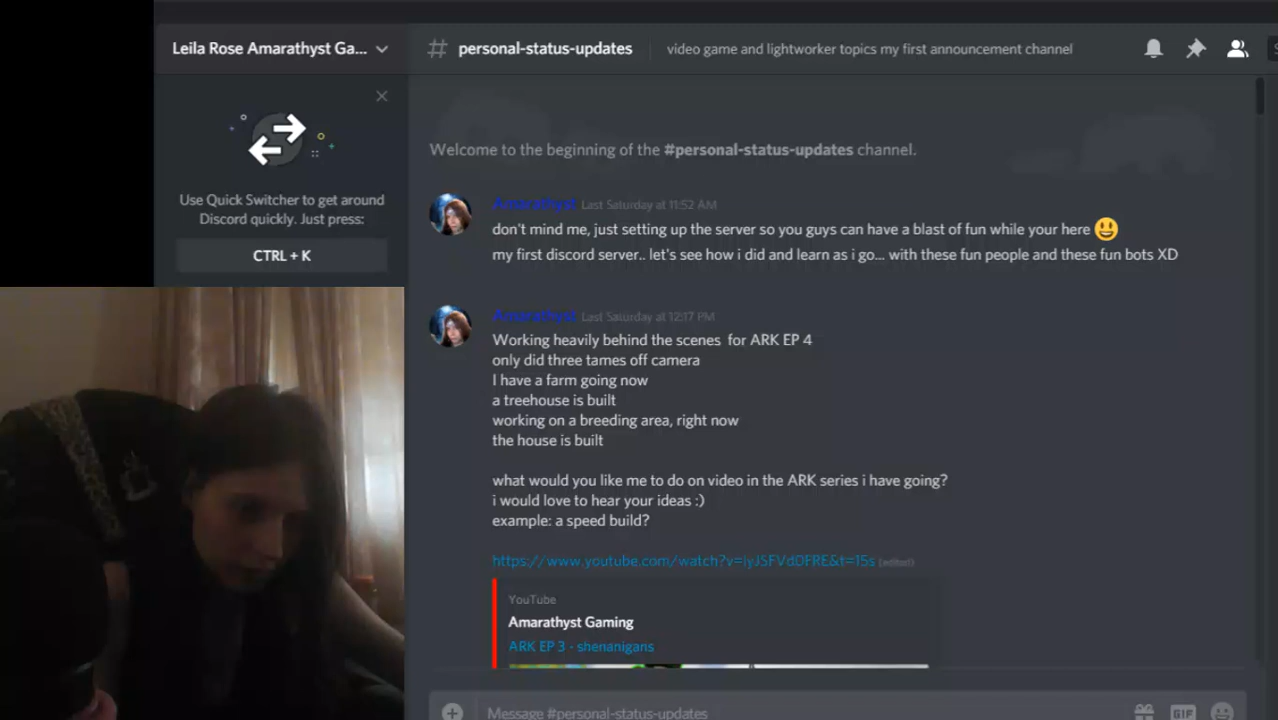 Leila Rose Amarathyst Ga...
# personal-status-updates
video game and lightworker topics my first announcement channel
Use Quick Switcher to get around
Discord quickly. Just press:
CTRL + K
Welcome to the beginning of the #personal-status-updates channel.
Amarathyst Last Saturday at 11:52 AM
don't mind me, just setting up the server so you guys can have a blast of fun while your here
my first discord server.. let's see how i did and learn as i go... with these fun people and these fun bots XD
Amarathyst Last Saturday at 12:17 PM
Working heavily behind the scenes for ARK EP 4
only did three tames off camera
I have a farm going now
a treehouse is built
working on a breeding area, right now
the house is built
what would you like me to do on video in the ARK series i have going?
i would love to hear your ideas :)
example: a speed build?
(edited)
YouTube
Amarathyst Gaming
ARK EP 3 - shenanigans
Message #personal-status-updates
GIF